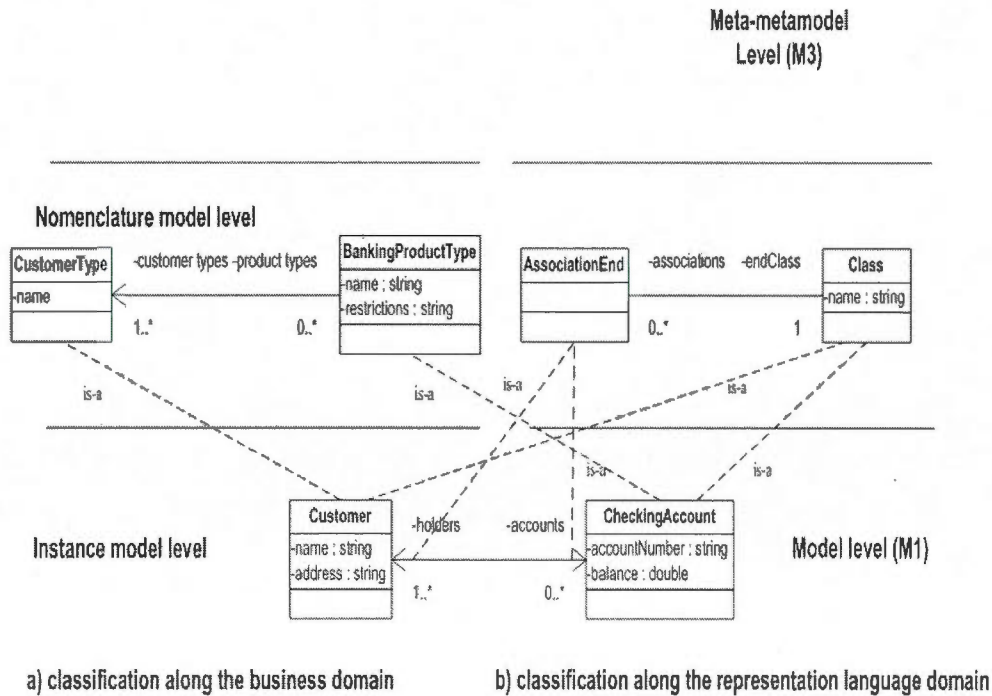 Meta-metamodel
Level (M3)
Nomenclature model level
CustomerType
-name
-customer types -product types
1..*
0..*
BankingProductType
-name : string
-restrictions : string
AssociationEnd
-associations -endClass
0..*
1
Class
-name : string
is-a
is-a
is-a
is-a
is-a
is-a
Instance model level
Customer
-name : string
-address : string
-holders
-accounts
1..*
0..*
CheckingAccount
-accountNumber : string
-balance : double
Model level (M1)
a) classification along the business domain
b) classification along the representation language domain